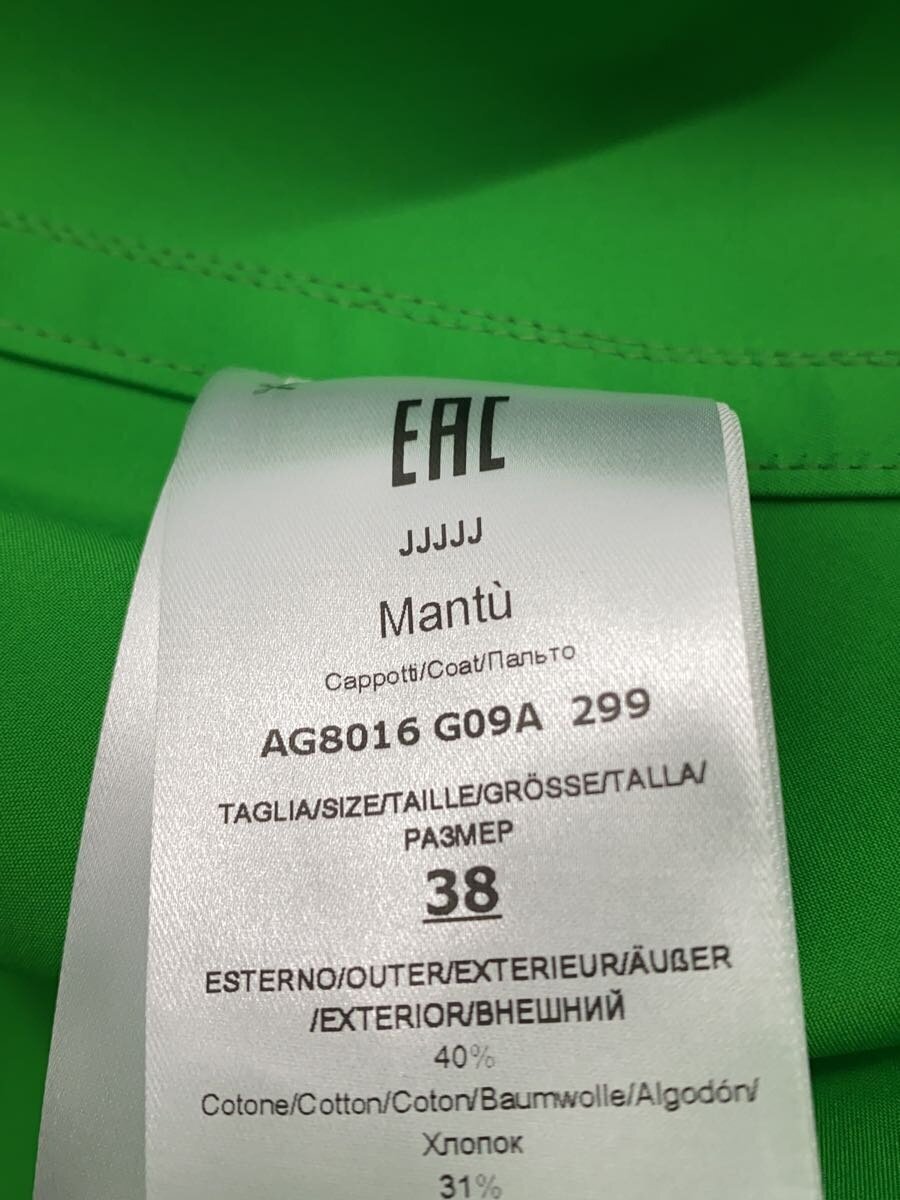 EAC
JJJJJ
Mantù
Cappotti/Coat/Пальто
AG8016 G09A 299
TAGLIA/SIZE/TAILLE/GRÖSSE/TALLA/
РАЗМЕР
38
ESTERNO/OUTER/EXTERIEUR/ÄUßER
/EXTERIOR/ВНЕШНИЙ
40%
Cotone/Cotton/Coton/Baumwolle/Algodón/
Хлопок
31%